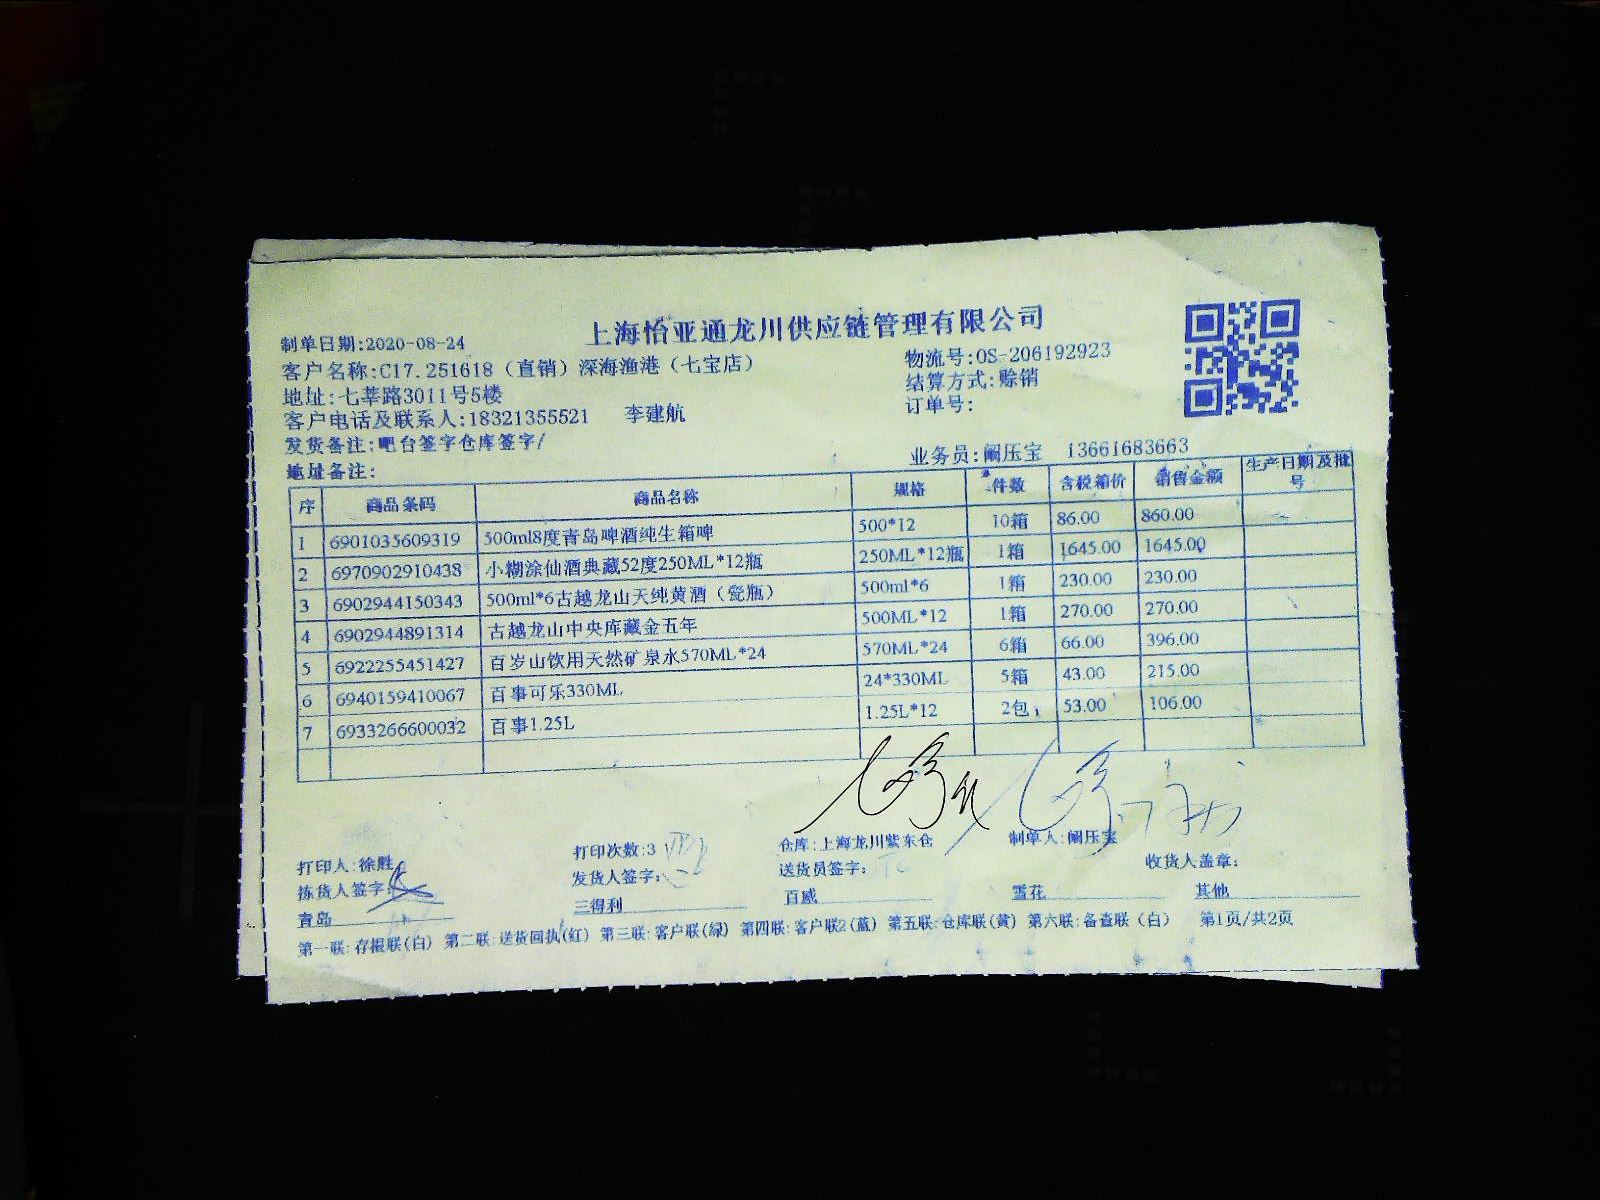 上海怡亚通龙川供应链管理有限公司
制单日期:2020-08-24
客户名称:C17.251618（直销）深海渔港（七宝店） 物流号:OS-206192923
地址:七莘路3011号5楼 结算方式:赊销
客户电话及联系人:18321355521 李建航 订单号:
发货备注:吧台签字仓库签字/
地址备注: 业务员:阚压宝 13661683663
序 商品条码 商品名称 规格 件数 含税箱价 销售金额 生产日期及批号
1 6901035609319 500ml8度青岛啤酒纯生箱啤 500*12 10箱 86.00 860.00
2 6970902910438 小糊涂仙酒典藏52度250ML*12瓶 250ML*12瓶 1箱 1645.00 1645.00
3 6902944150343 500ml*6古越龙山天纯黄酒（瓷瓶） 500ml*6 1箱 230.00 230.00
4 6902944891314 古越龙山中央库藏金五年 500ML*12 1箱 270.00 270.00
5 6922255451427 百岁山饮用天然矿泉水570ML*24 570ML*24 6箱 66.00 396.00
6 6940159410067 百事可乐330ML 24*330ML 5箱 43.00 215.00
7 6933266600032 百事1.25L 1.25L*12 2包 53.00 106.00
打印人:徐胜 打印次数:3 仓库:上海龙川紫东仓 制单人:阚压宝
拣货人签字: 发货人签字: 送货员签字: 收货人盖章:
青岛 三得利 百威 雪花 其他
第一联:存根联(白) 第二联:送货回执(红) 第三联:客户联(绿) 第四联:客户联2(蓝) 第五联:仓库联(黄) 第六联:备查联（白） 第1页/共2页